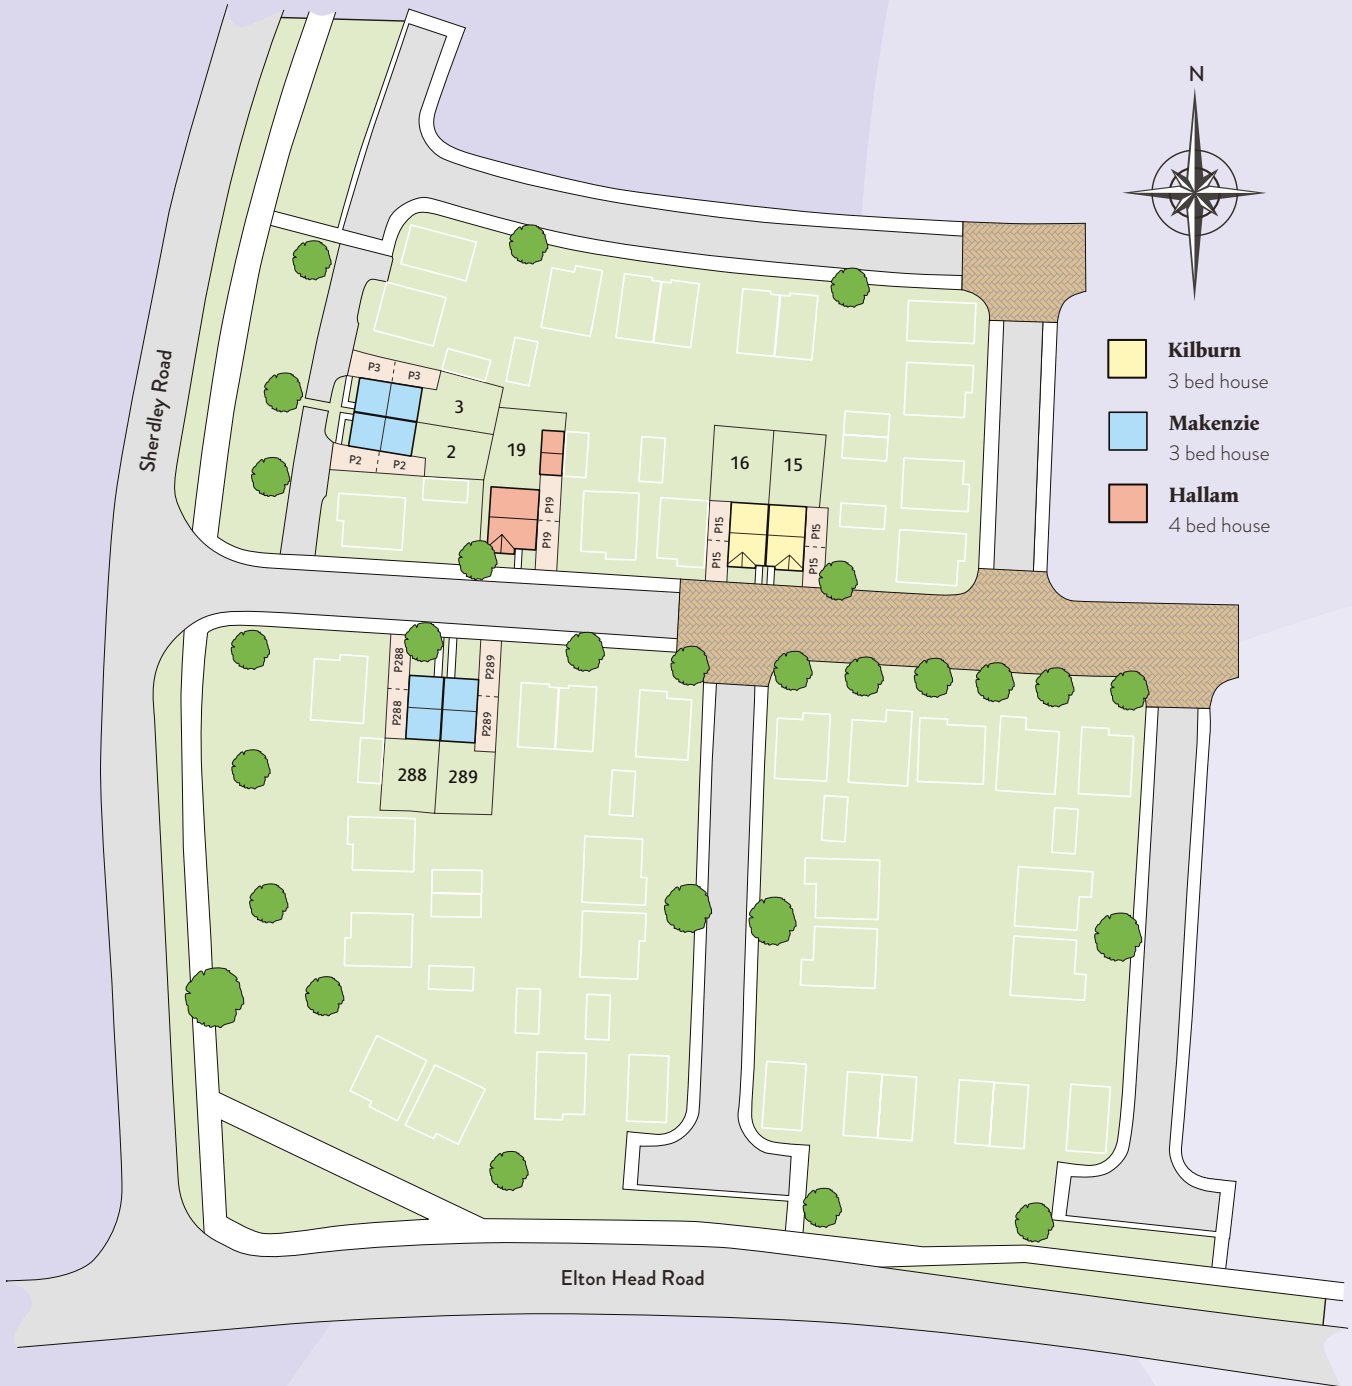 N
Kilburn
3 bed house
Makenzie
3 bed house
Hallam
4 bed house
Sherdley Road
P3
P3
3
2
P2
P2
19
P19
P19
16
15
P15
P15
P15
P15
P288
P288
P289
P289
288
289
Elton Head Road